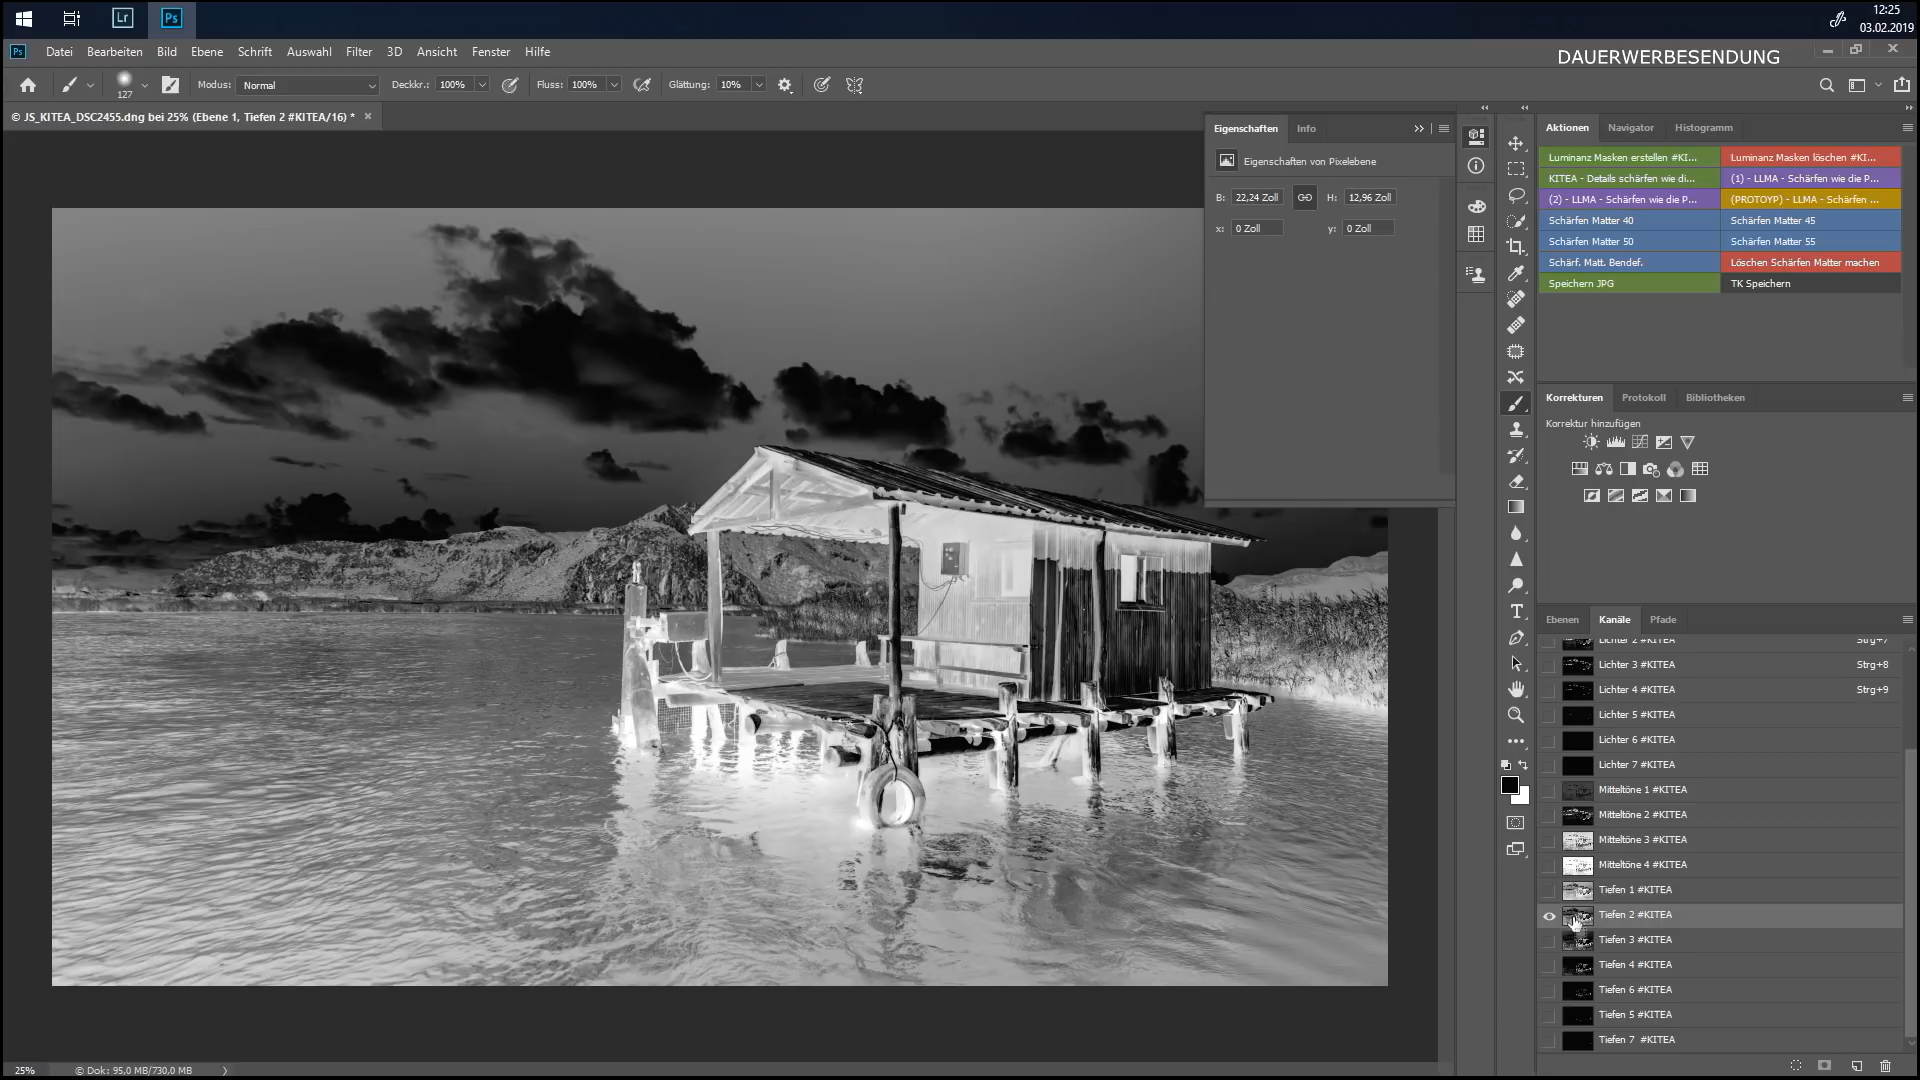 Lr
Ps
12:25
03.02.2019
Ps Datei Bearbeiten Bild Ebene Schrift Auswahl Filter 3D Ansicht Fenster Hilfe
DAUERWERBESENDUNG
127
Modus: Normal
Deckkr.: 100%
Fluss: 100%
Glättung: 10%
© JS_KITEA_DSC2455.dng bei 25% (Ebene 1, Tiefen 2 #KITEA/16) * ×
Eigenschaften Info
Eigenschaften von Pixelebene
B: 22,24 Zoll H: 12,96 Zoll
x: 0 Zoll y: 0 Zoll
Aktionen Navigator Histogramm
Luminanz Masken erstellen #KI... Luminanz Masken löschen #KI...
KITEA - Details schärfen wie di... (1) - LLMA - Schärfen wie die P...
(2) - LLMA - Schärfen wie die P... (PROTOYP) - LLMA - Schärfen ...
Schärfen Matter 40 Schärfen Matter 45
Schärfen Matter 50 Schärfen Matter 55
Schärf. Matt. Bendef. Löschen Schärfen Matter machen
Speichern JPG TK Speichern
Korrekturen Protokoll Bibliotheken
Korrektur hinzufügen
Ebenen Kanäle Pfade
Lichter 2 #KITEA Strg+7
Lichter 3 #KITEA Strg+8
Lichter 4 #KITEA Strg+9
Lichter 5 #KITEA
Lichter 6 #KITEA
Lichter 7 #KITEA
Mitteltöne 1 #KITEA
Mitteltöne 2 #KITEA
Mitteltöne 3 #KITEA
Mitteltöne 4 #KITEA
Tiefen 1 #KITEA
Tiefen 2 #KITEA
Tiefen 3 #KITEA
Tiefen 4 #KITEA
Tiefen 6 #KITEA
Tiefen 5 #KITEA
Tiefen 7 #KITEA
25% © Dok: 95,0 MB/730,0 MB